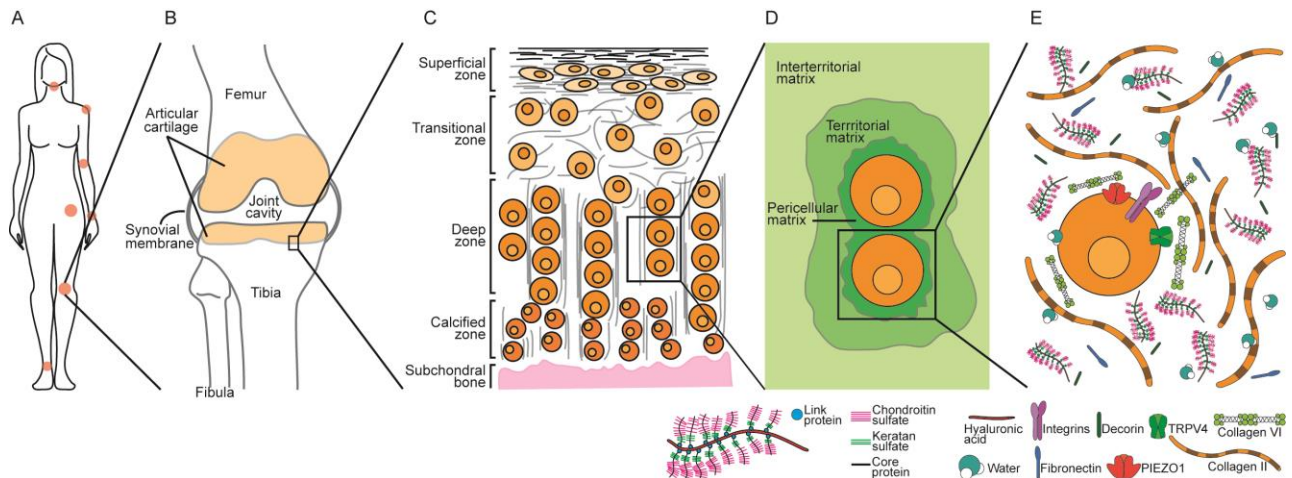 A
B
C
D
E
Femur
Articular
cartilage
Joint
cavity
Synovial
membrane
Tibia
Fibula
Superficial
zone
Transitional
zone
Deep
zone
Calcified
zone
Subchondral
bone
Interterritorial
matrix
Terrritorial
matrix
Pericellular
matrix
Link
protein
Chondroitin
sulfate
Keratan
sulfate
Core
protein
Hyaluronic
acid
Integrins
Decorin
TRPV4
Collagen VI
Water
Fibronectin
PIEZO1
Collagen II